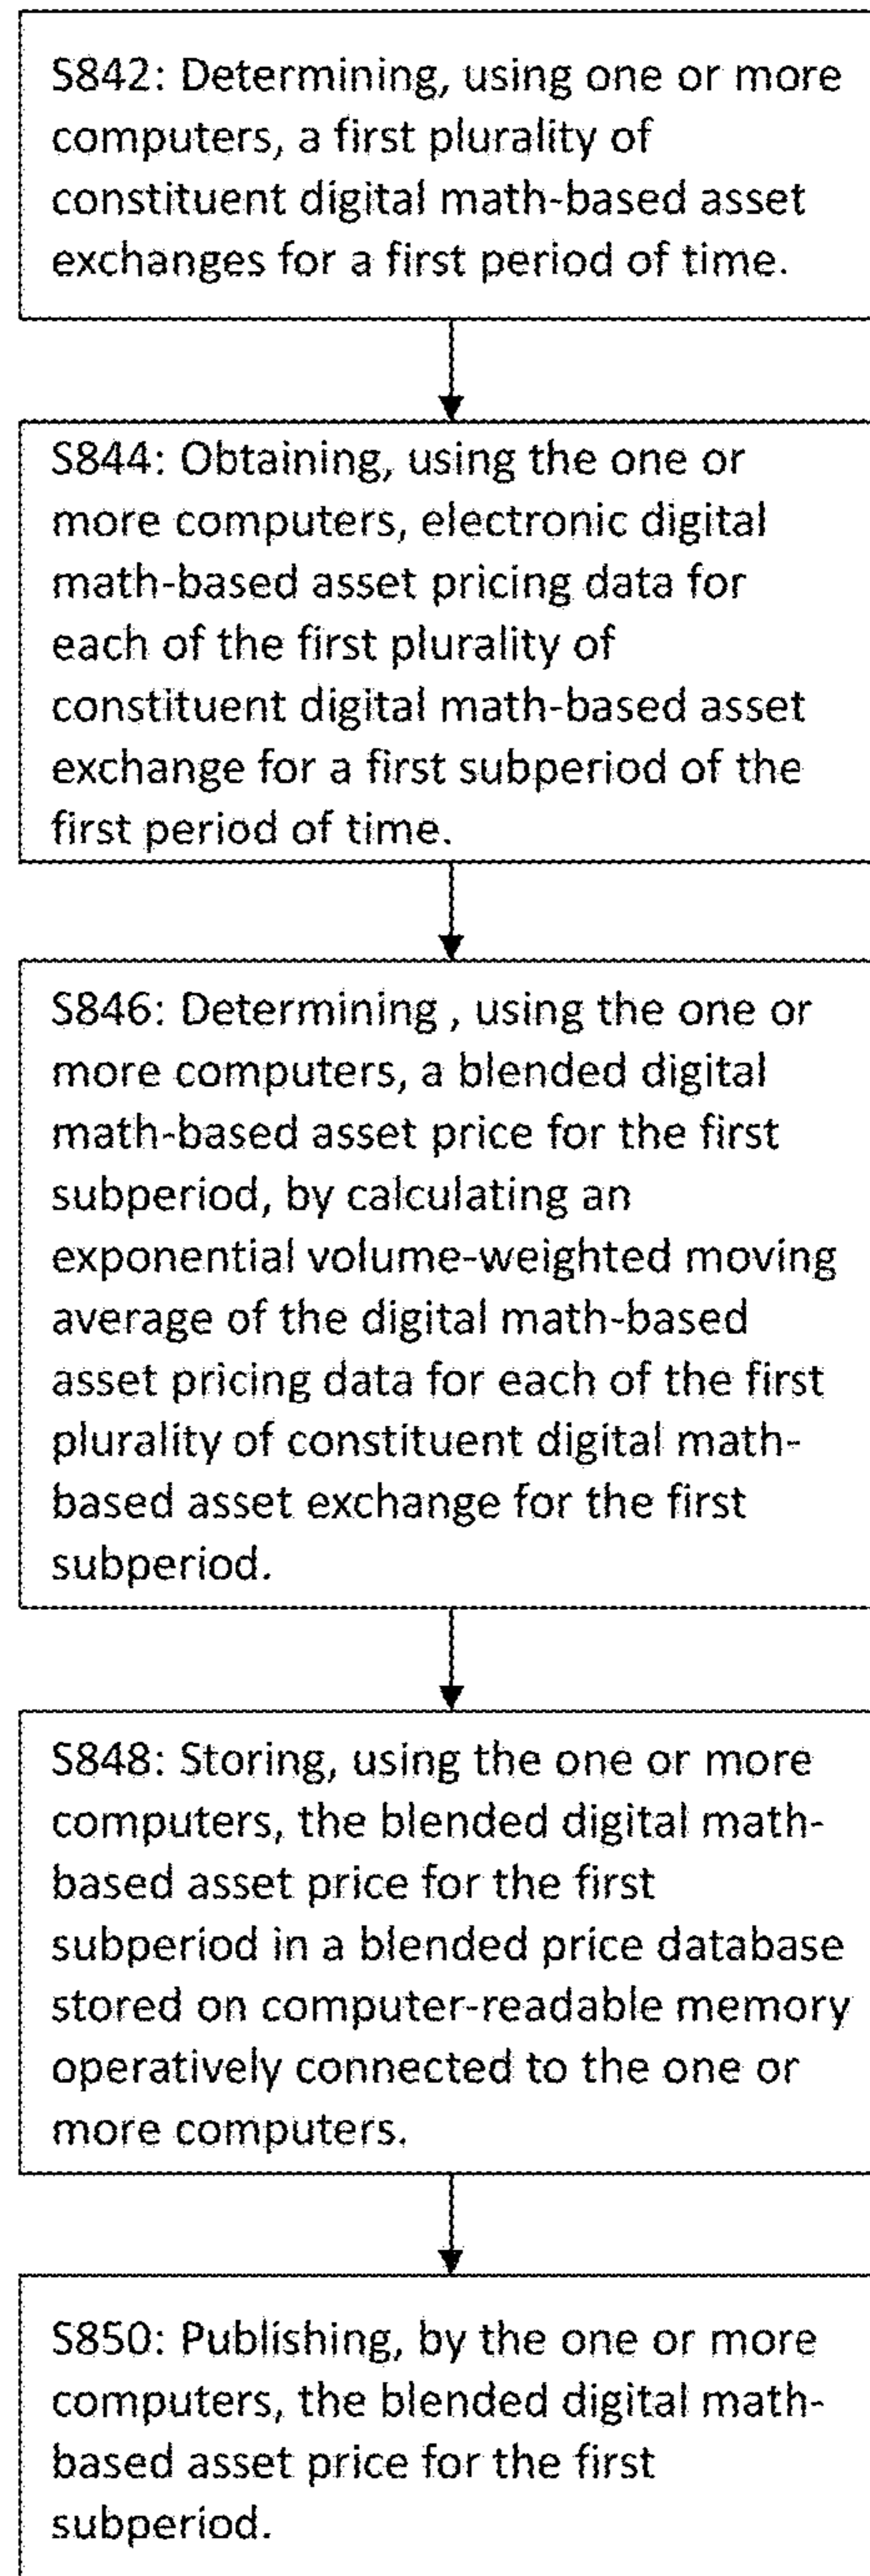 S842: Determining, using one or more
computers, a first plurality of
constituent digital math-based asset
exchanges for a first period of time.
S844: Obtaining, using the one or
more computers, electronic digital
math-based asset pricing data for
each of the first plurality of
constituent digital math-based asset
exchange for a first subperiod of the
first period of time.
S846: Determining , using the one or
more computers, a blended digital
math-based asset price for the first
subperiod, by calculating an
exponential volume-weighted moving
average of the digital math-based
asset pricing data for each of the first
plurality of constituent digital math-
based asset exchange for the first
subperiod.
S848: Storing, using the one or more
computers, the blended digital math-
based asset price for the first
subperiod in a blended price database
stored on computer-readable memory
operatively connected to the one or
more computers.
S850: Publishing, by the one or more
computers, the blended digital math-
based asset price for the first
subperiod.